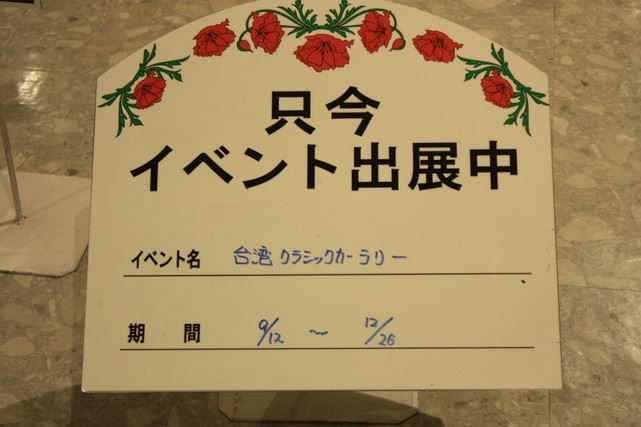 只今
イベント出展中
イベント名 台湾クラシックカーラリー
期 間 9/12 ~ 12/26